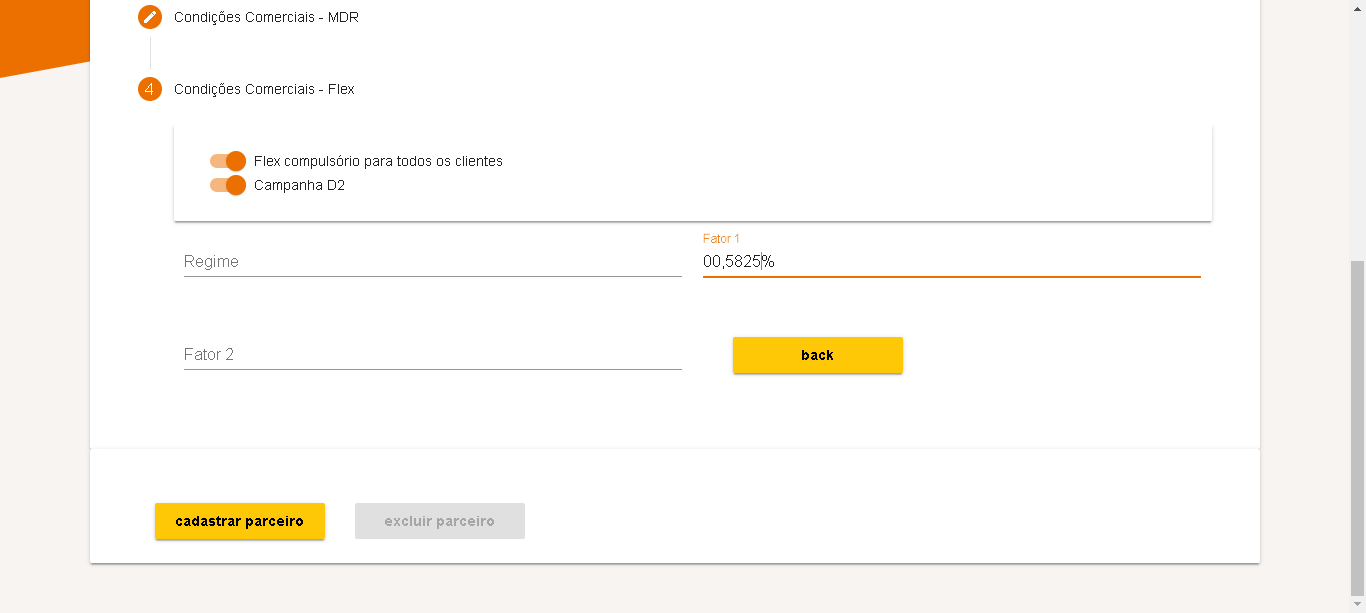 Condições Comerciais - MDR
4
Condições Comerciais - Flex
Flex compulsório para todos os clientes
Campanha D2
Fator 1
Regime
00,5825%
Fator 2
back
cadastrar parceiro
excluir parceiro